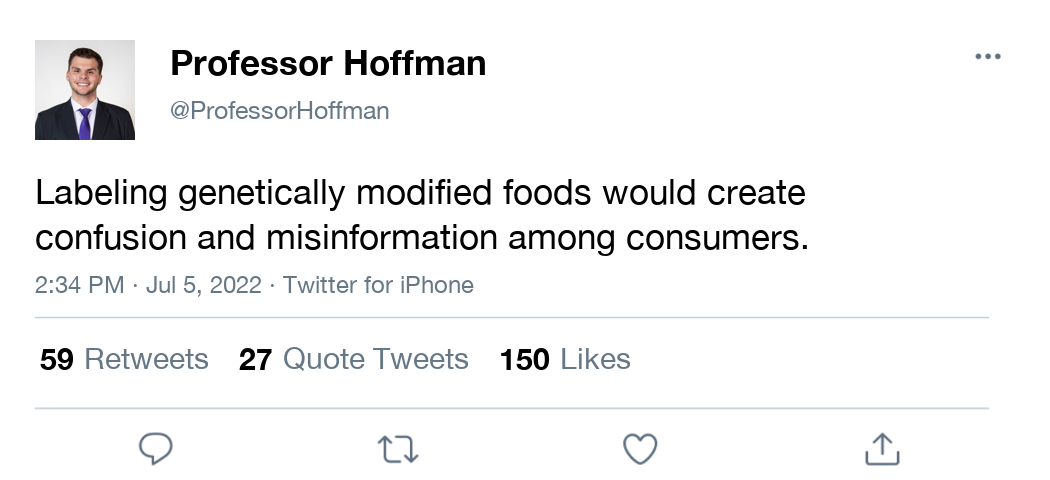 Professor Hoffman
@ProfessorHoffman
Labeling genetically modified foods would create
confusion and misinformation among consumers.
2:34 PM · Jul 5, 2022 · Twitter for iPhone
59 Retweets 27 Quote Tweets 150 Likes